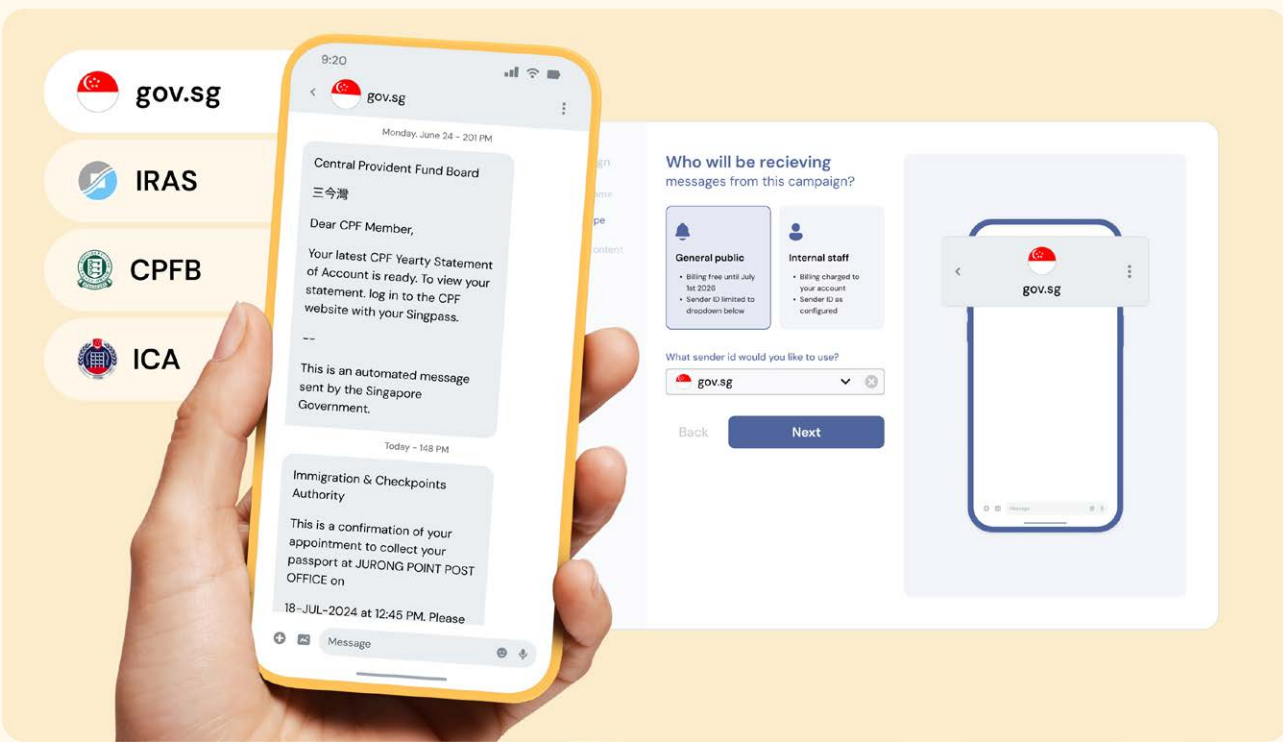 gov.sg
IRAS
CPFB
ICA
9:20
gov.sg
Monday, June 24 - 201 PM
Central Provident Fund Board
三今灣
Dear CPF Member,
Your latest CPF Yearly Statement
of Account is ready. To view your
statement. log in to the CPF
website with your Singpass.
--
This is an automated message
sent by the Singapore
Government.
Today - 148 PM
Immigration & Checkpoints
Authority
This is a confirmation of your
appointment to collect your
passport at JURONG POINT POST
OFFICE on
18-JUL-2024 at 12:45 PM. Please
Message
Who will be recieving
messages from this campaign?
General public
• Billing free until July
1st 2026
• Sender ID limited to
dropdown below
Internal staff
• Billing charged to
your account
• Sender ID as
configured
What sender id would you like to use?
gov.sg
Back
Next
gov.sg
Message